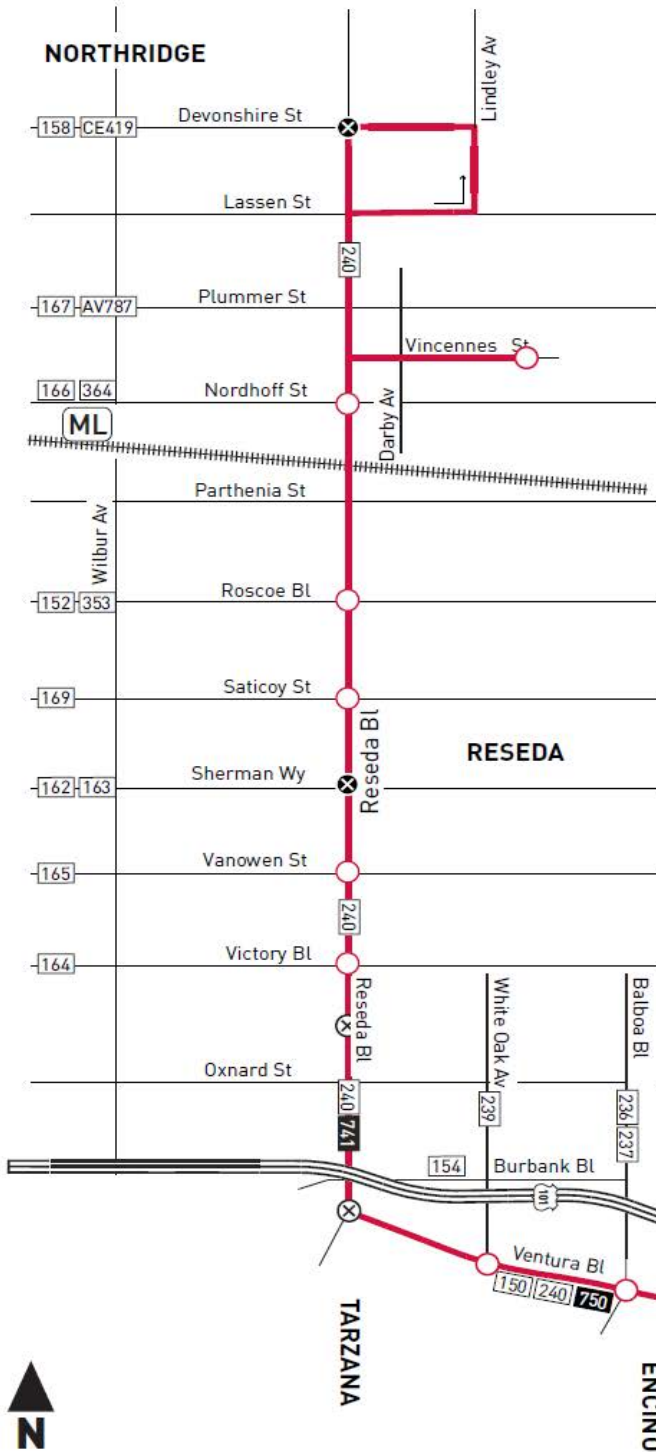 NORTHRIDGE
Lindley Av
Devonshire St
158 CE419
Lassen St
240
Plummer St
167 AV787
Vincennes St
Nordhoff St
166 364
Darby Av
ML
Parthenia St
Wilbur Av
Roscoe Bl
152 353
Saticoy St
169
Reseda Bl
RESEDA
Sherman Wy
162 163
Vanowen St
165
240
Victory Bl
164
Reseda Bl
White Oak Av
Balboa Bl
Oxnard St
240 741
239
236 237
154 Burbank Bl
101
Ventura Bl
150 240 750
TARZANA
ENCINO
N